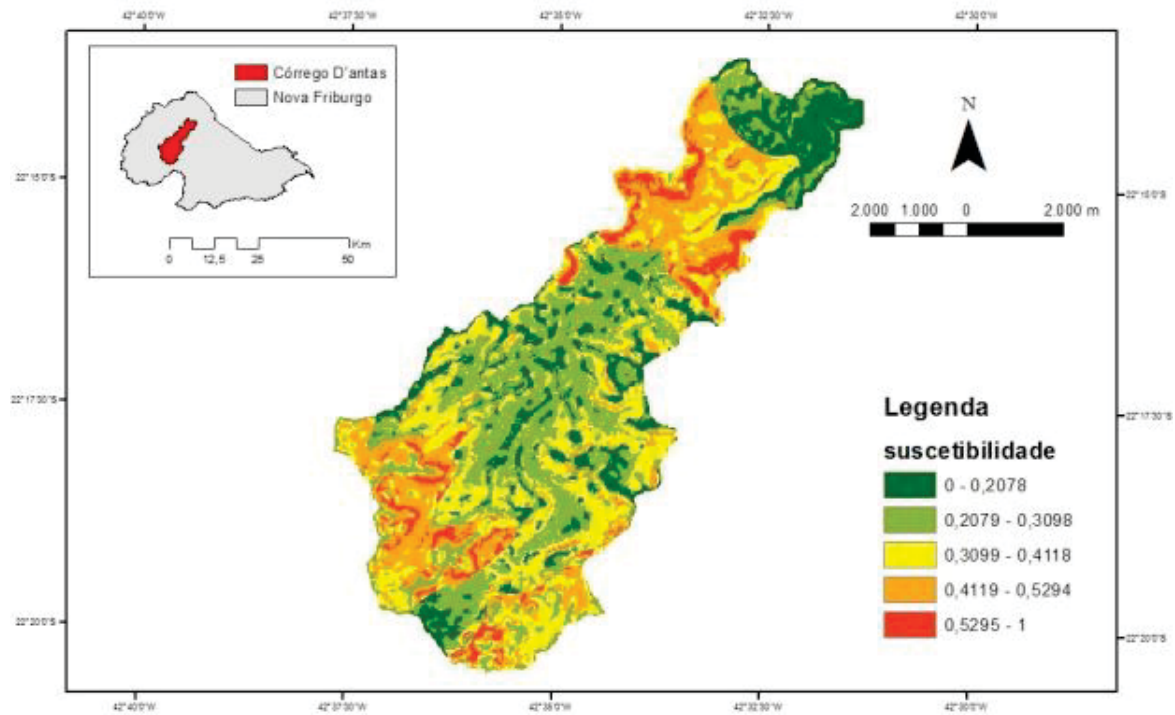 42°40'0"W 42°37'30"W 42°35'0"W 42°32'30"W 42°30'0"W
Córrego D'antas
Nova Friburgo
Km
0 12,5 25 50
N
2.000 1.000 0 2.000 m
22°15'0"S 22°15'0"S
22°17'30"S 22°17'30"S
22°20'0"S 22°20'0"S
Legenda
suscetibilidade
0 - 0,2078
0,2079 - 0,3098
0,3099 - 0,4118
0,4119 - 0,5294
0,5295 - 1
42°40'0"W 42°37'30"W 42°35'0"W 42°32'30"W 42°30'0"W